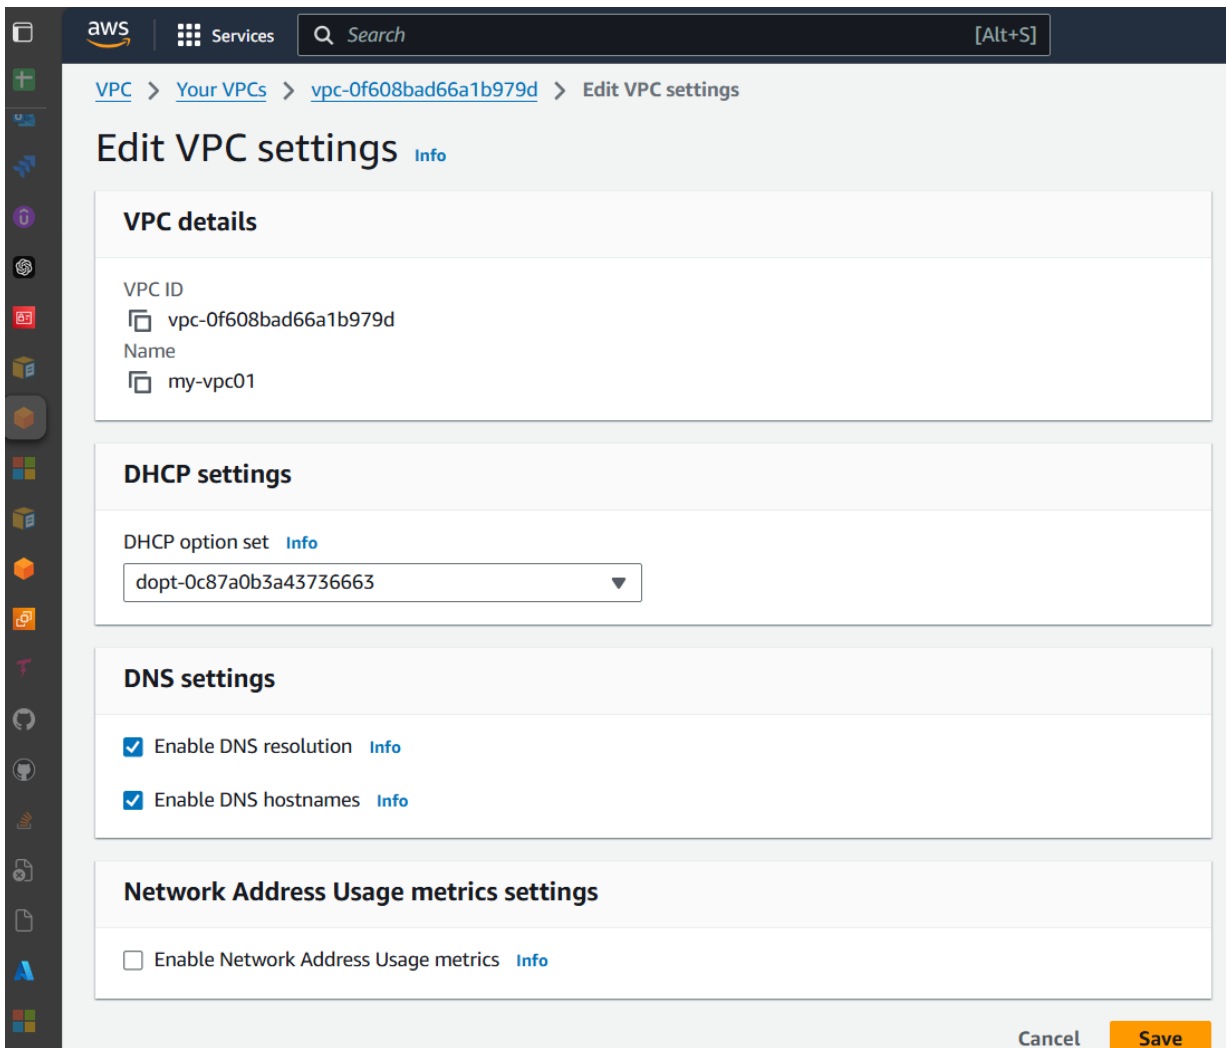 aws
Services
Search
[Alt+S]
VPC > Your VPCs > vpc-0f608bad66a1b979d > Edit VPC settings
Edit VPC settings Info
VPC details
VPC ID
vpc-0f608bad66a1b979d
Name
my-vpc01
DHCP settings
DHCP option set Info
dopt-0c87a0b3a43736663
DNS settings
Enable DNS resolution Info
Enable DNS hostnames Info
Network Address Usage metrics settings
Enable Network Address Usage metrics Info
Cancel
Save